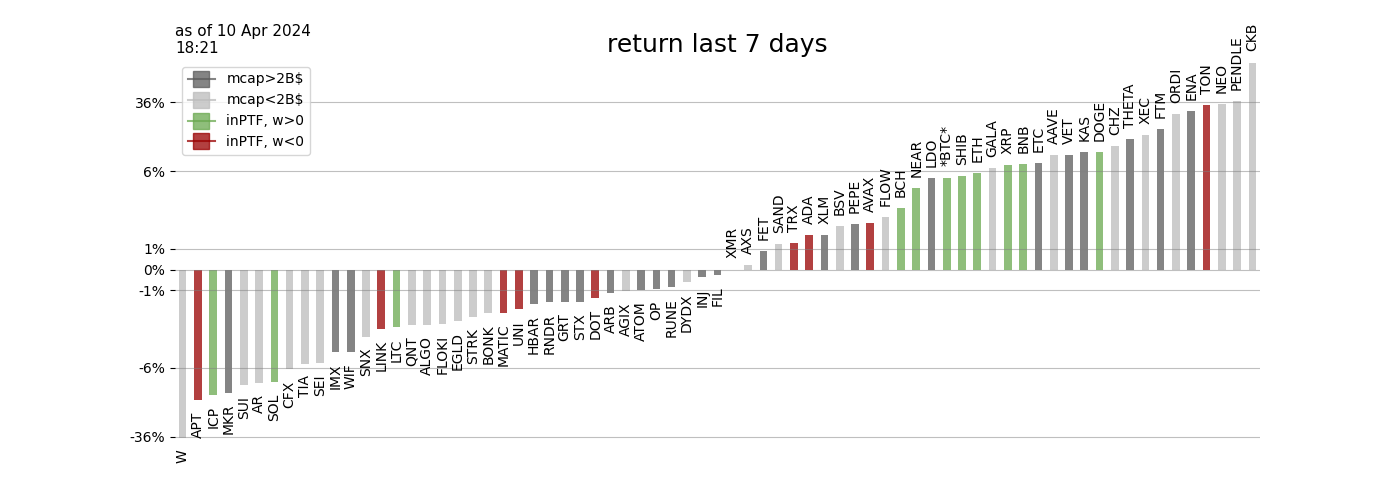 as of 10 Apr 2024
18:21
return last 7 days
mcap>2B$
mcap<2B$
inPTF, w>0
inPTF, w<0
36%
6%
1%
0%
-1%
-6%
-36%
W
APT
ICP
MKR
SUI
AR
SOL
CFX
TIA
SEI
IMX
WIF
SNX
LINK
LTC
QNT
ALGO
FLOKI
EGLD
STRK
BONK
MATIC
UNI
HBAR
RNDR
GRT
STX
DOT
ARB
AGIX
ATOM
OP
RUNE
DYDX
INJ
FIL
XMR
AXS
FET
SAND
TRX
ADA
XLM
BSV
PEPE
AVAX
FLOW
BCH
NEAR
LDO
*BTC*
SHIB
ETH
GALA
XRP
BNB
ETC
AAVE
VET
KAS
DOGE
CHZ
THETA
XEC
FTM
ORDI
ENA
TON
NEO
PENDLE
CKB